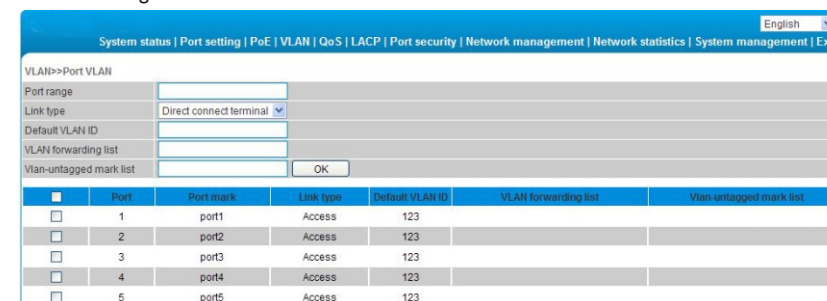 English
System status | Port setting | PoE | VLAN | QoS | LACP | Port security | Network management | Network statistics | System management | Ex
VLAN>>Port VLAN
Port range
Link type Direct connect terminal
Default VLAN ID
VLAN forwarding list
Vlan-untagged mark list OK
Port Port mark Link type Default VLAN ID VLAN forwarding list Vlan-untagged mark list
1 port1 Access 123
2 port2 Access 123
3 port3 Access 123
4 port4 Access 123
5 port5 Access 123